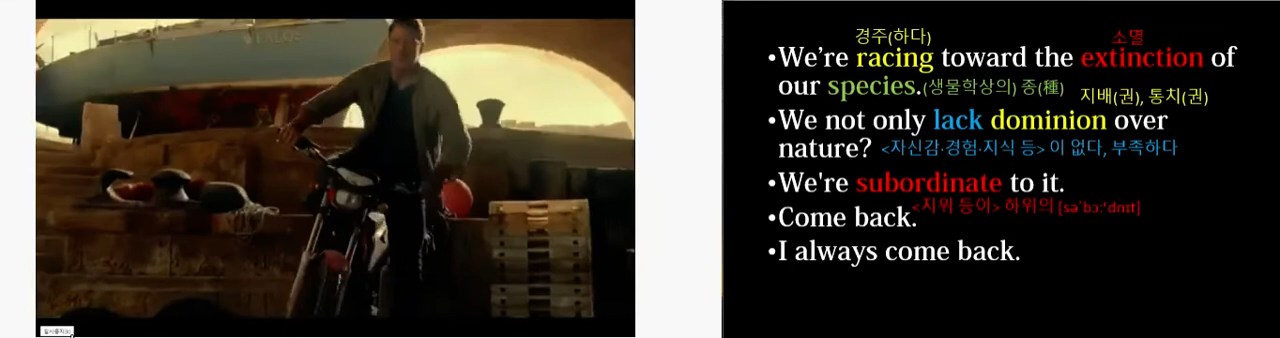 경주(하다)
소멸
•We're racing toward the extinction of
our species.(생물학상의) 종(種)
지배(권), 통치(권)
•We not only lack dominion over
nature? <자신감·경험·지식 등> 이 없다, 부족하다
•We're subordinate to it.
<지위 등이> 하위의 [səˈbɔːrdnɪt]
•Come back.
•I always come back.